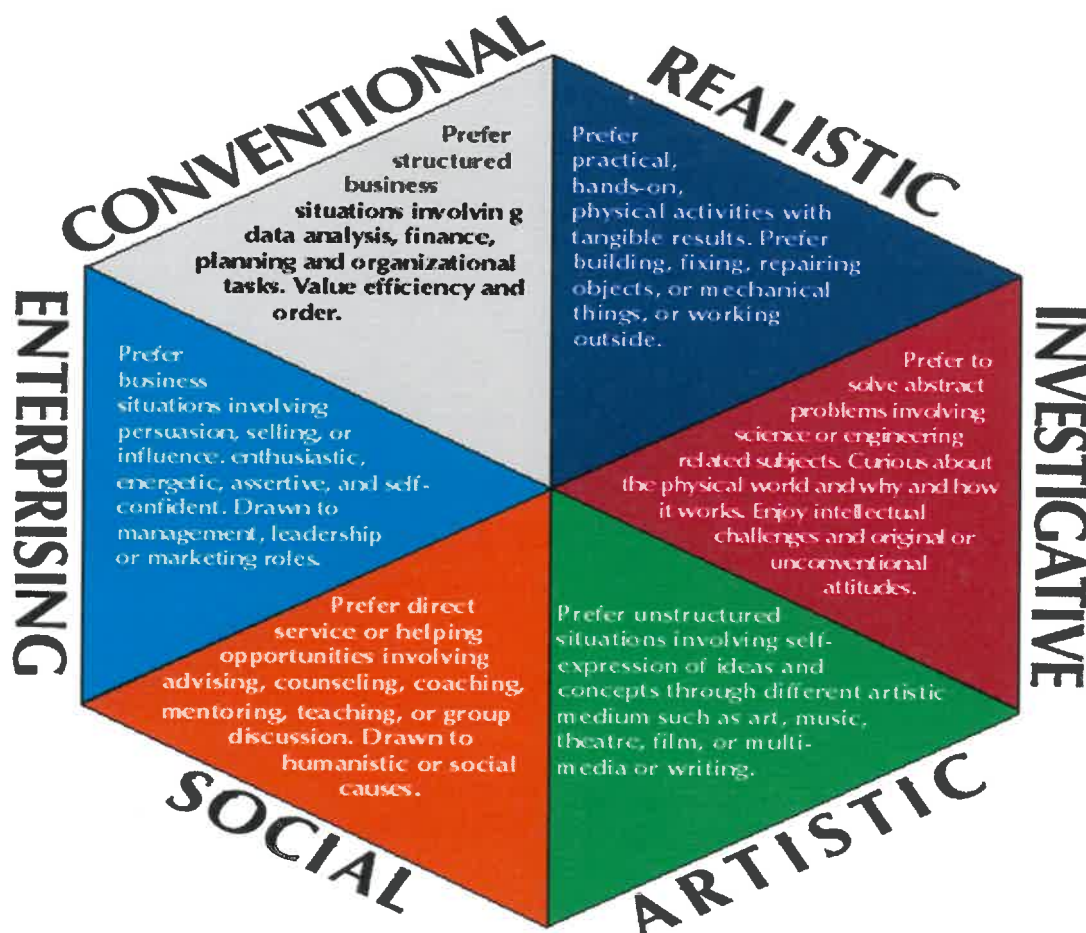 CONVENTIONAL
Prefer
structured
business
situations involvin g
data analysis, finance,
planning and organizational
tasks. Value efficiency and
order.
REALISTIC
Prefer
practical,
hands-on,
physical activities with
tangible results. Prefer
building, fixing, repairing
objects, or mechanical
things, or working
outside.
INVESTIGATIVE
Prefer to
solve abstract
problems involving
science or engineering
related subjects. Curious about
the physical world and why and how
it works. Enjoy intellectual
challenges and original or
unconventional
attitudes.
ARTISTIC
Prefer unstructured
situations involving self-
expression of ideas and
concepts through different artistic
medium such as art, music,
theatre, film, or multi-
media or writing.
SOCIAL
Prefer direct
service or helping
opportunities involving
advising, counseling, coaching,
mentoring, teaching, or group
discussion. Drawn to
humanistic or social
causes.
ENTERPRISING
Prefer
business
situations involving
persuasion, selling, or
influence. enthusiastic,
energetic, assertive, and self-
confident. Drawn to
management, leadership
or marketing roles.